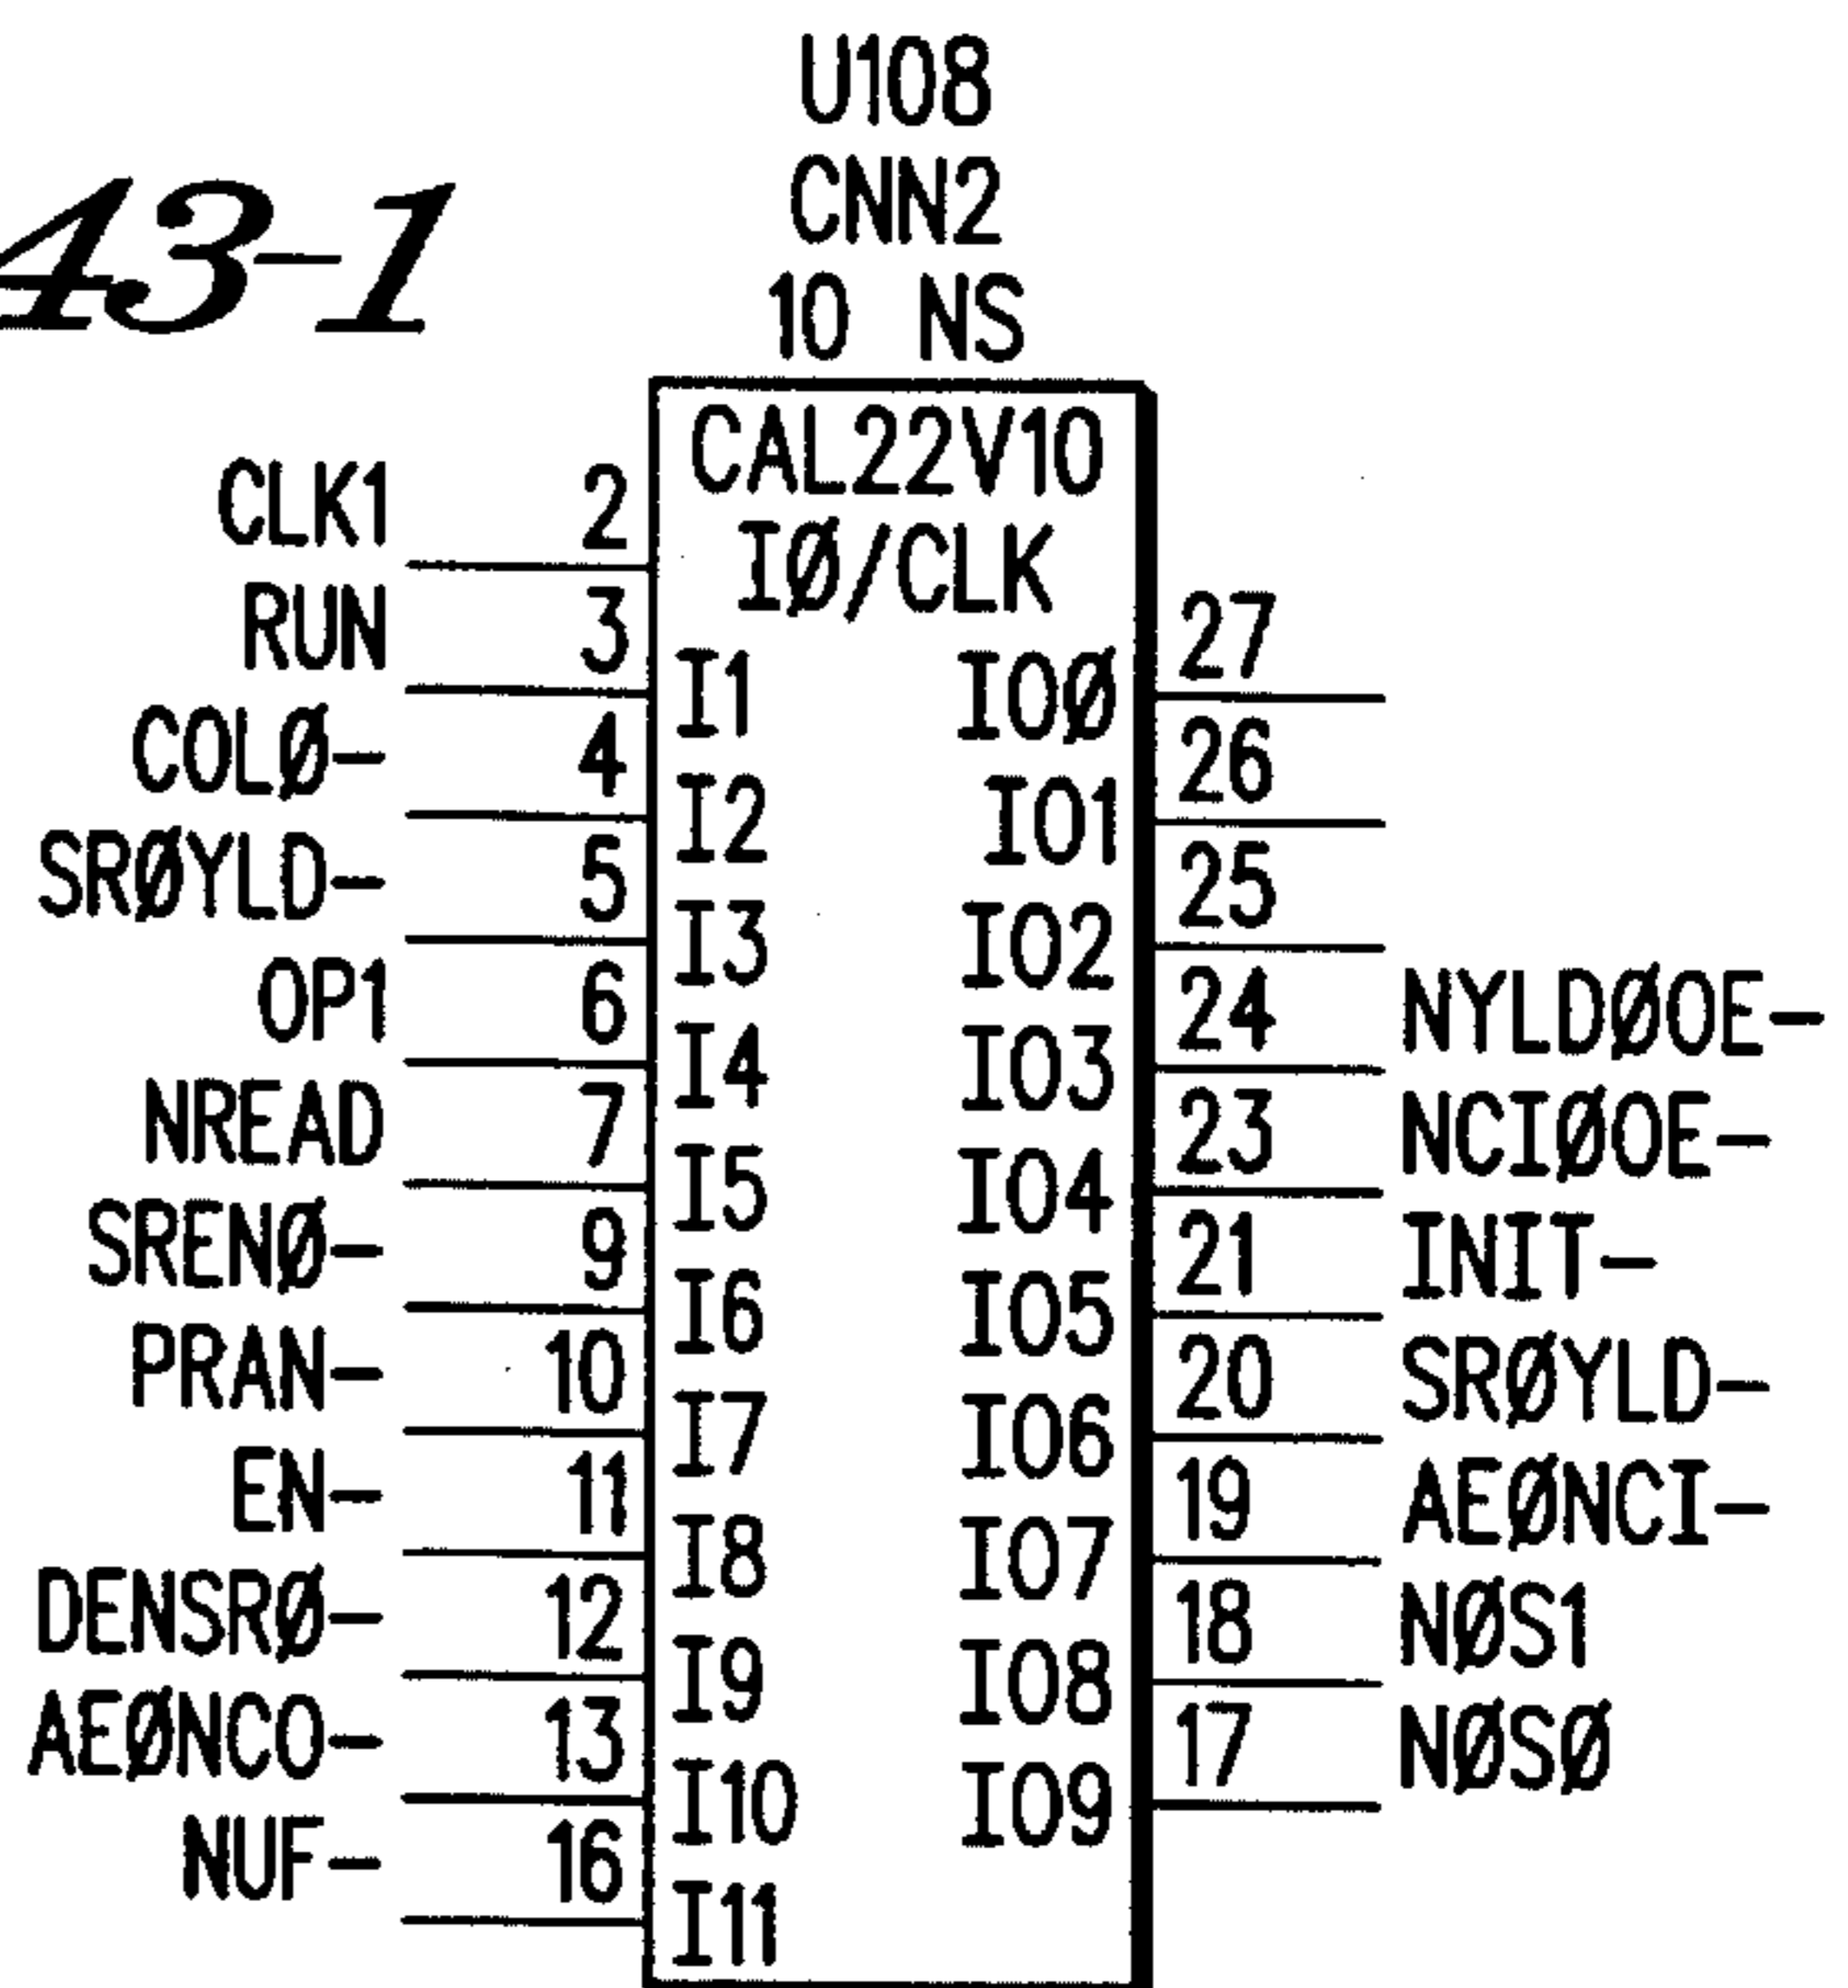 U108
CNN2
10 NS
43-1
CAL22V10
CLK1 2 IØ/CLK
RUN 3 I1 IOØ 27
COLØ- 4 I2 IO1 26
SRØYLD- 5 I3 IO2 25
OP1 6 I4 IO3 24 NYLDØOE-
NREAD 7 I5 IO4 23 NCIØOE-
SRENØ- 9 I6 IO5 21 INIT-
PRAN- 10 I7 IO6 20 SRØYLD-
EN- 11 I8 IO7 19 AEØNCI-
DENSRØ- 12 I9 IO8 18 NØS1
AEØNCO- 13 I10 IO9 17 NØSØ
NUF- 16 I11